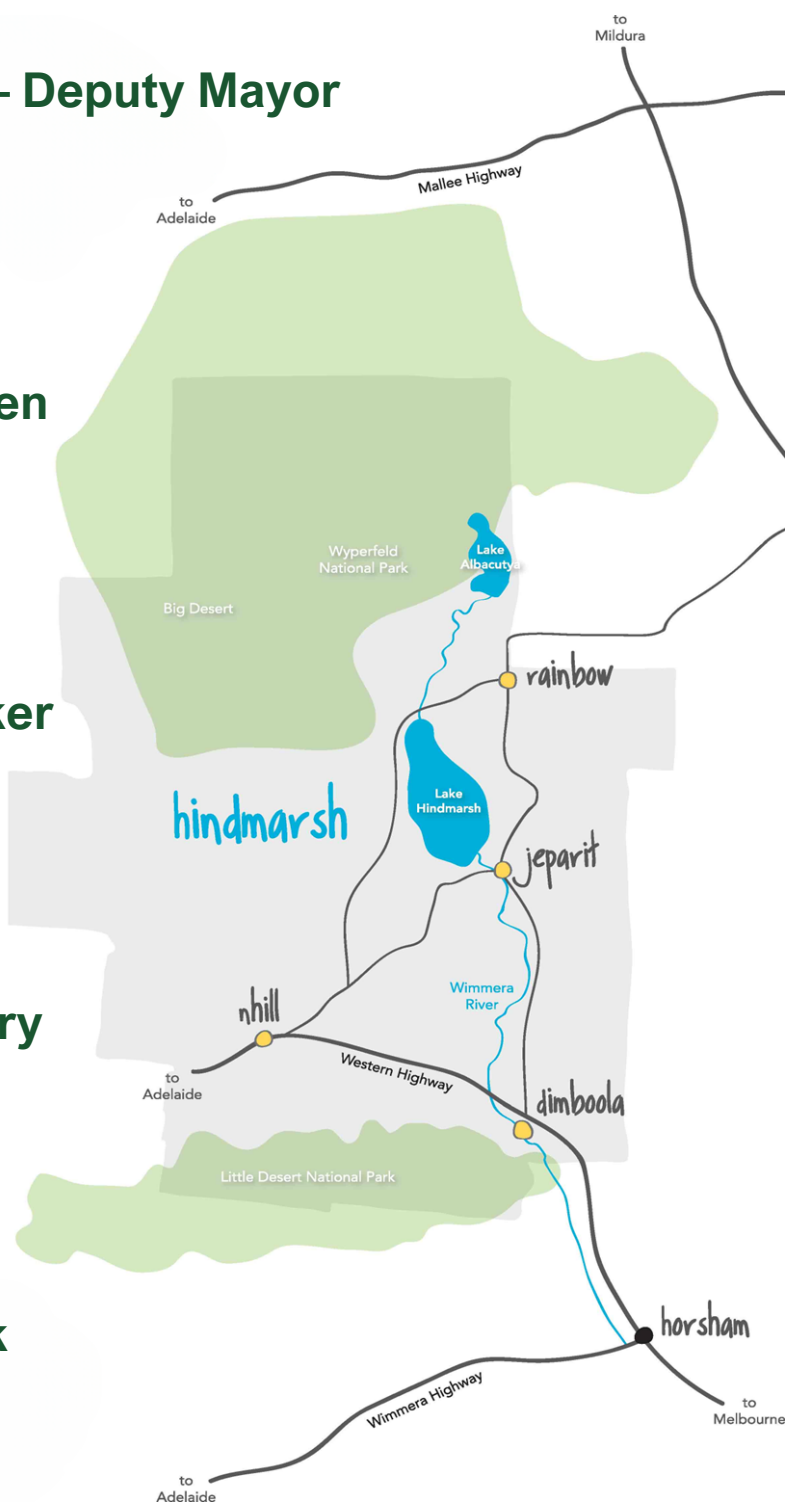 to
Mildura
– Deputy Mayor
Mallee Highway
to
Adelaide
en
Wyperfeld
National Park
Lake
Albacutya
Big Desert
rainbow
ker
hindmarsh
Lake
Hindmarsh
jeparit
Wimmera
River
nhill
ry
Western Highway
to
Adelaide
dimboola
Little Desert National Park
k
horsham
Wimmera Highway
to
Melbourne
to
Adelaide